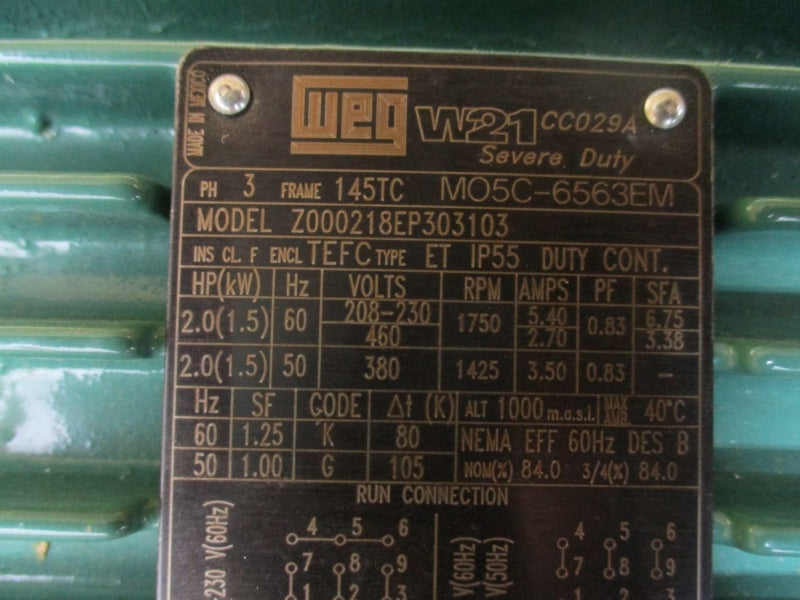 MADE IN MEXICO
WEG W21 CC029A
Severe Duty
PH 3 FRAME 145TC MO5C-6563EM
MODEL Z000218EP303103
INS CL. F ENCL TEFC TYPE ET IP55 DUTY CONT.
HP(kW) Hz VOLTS RPM AMPS PF SFA
2.0(1.5) 60 208-230 1750 5.40 0.83 6.75
460 2.70 3.38
2.0(1.5) 50 380 1425 3.50 0.83 —
Hz SF CODE Δt (K) ALT 1000 m.a.s.l. MAX. AMB. 40°C
60 1.25 K 80 NEMA EFF 60Hz DES B
50 1.00 G 105 NOM(%) 84.0 3/4(%) 84.0
RUN CONNECTION
-230 V(60Hz)
4 5 6
7 8 9
1 2 3
V(60Hz)
V(50Hz)
4 5 6
7 8 9